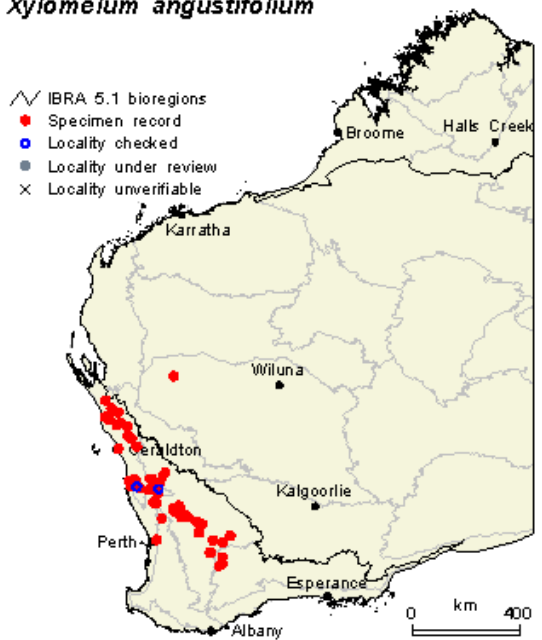 Xylomelum angustifolium
IBRA 5.1 bioregions
Specimen record
Locality checked
Locality under review
Locality unverifiable
Broome
Halls Creek
Karratha
Wiluna
Geraldton
Kalgoorlie
Perth
Esperance
Albany
km
0 400